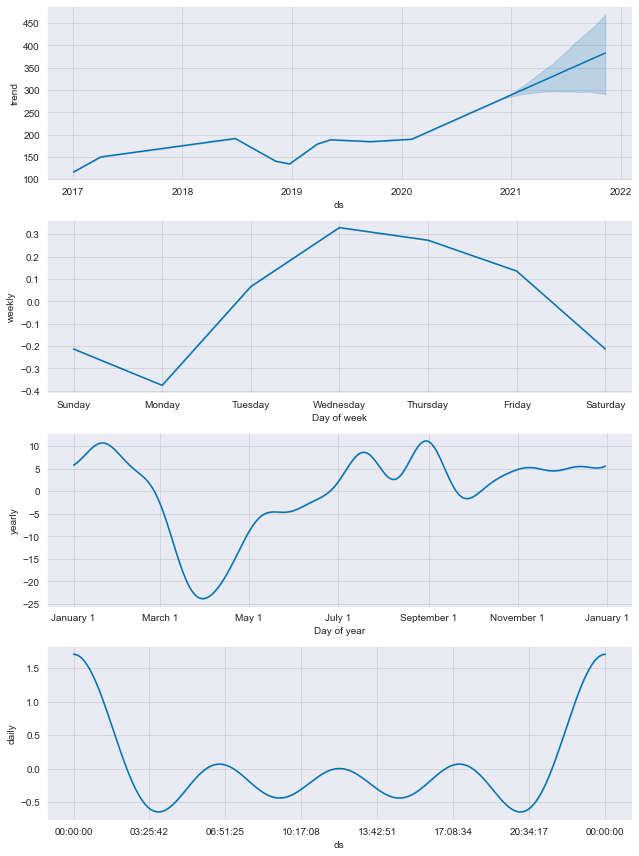 450
400
350
300
250
200
150
100
trend
2017 2018 2019 2020 2021 2022
ds
0.3
0.2
0.1
0.0
−0.1
−0.2
−0.3
−0.4
weekly
Sunday Monday Tuesday Wednesday Thursday Friday Saturday
Day of week
10
5
0
−5
−10
−15
−20
−25
yearly
January 1 March 1 May 1 July 1 September 1 November 1 January 1
Day of year
1.5
1.0
0.5
0.0
−0.5
daily
00:00:00 03:25:42 06:51:25 10:17:08 13:42:51 17:08:34 20:34:17 00:00:00
ds